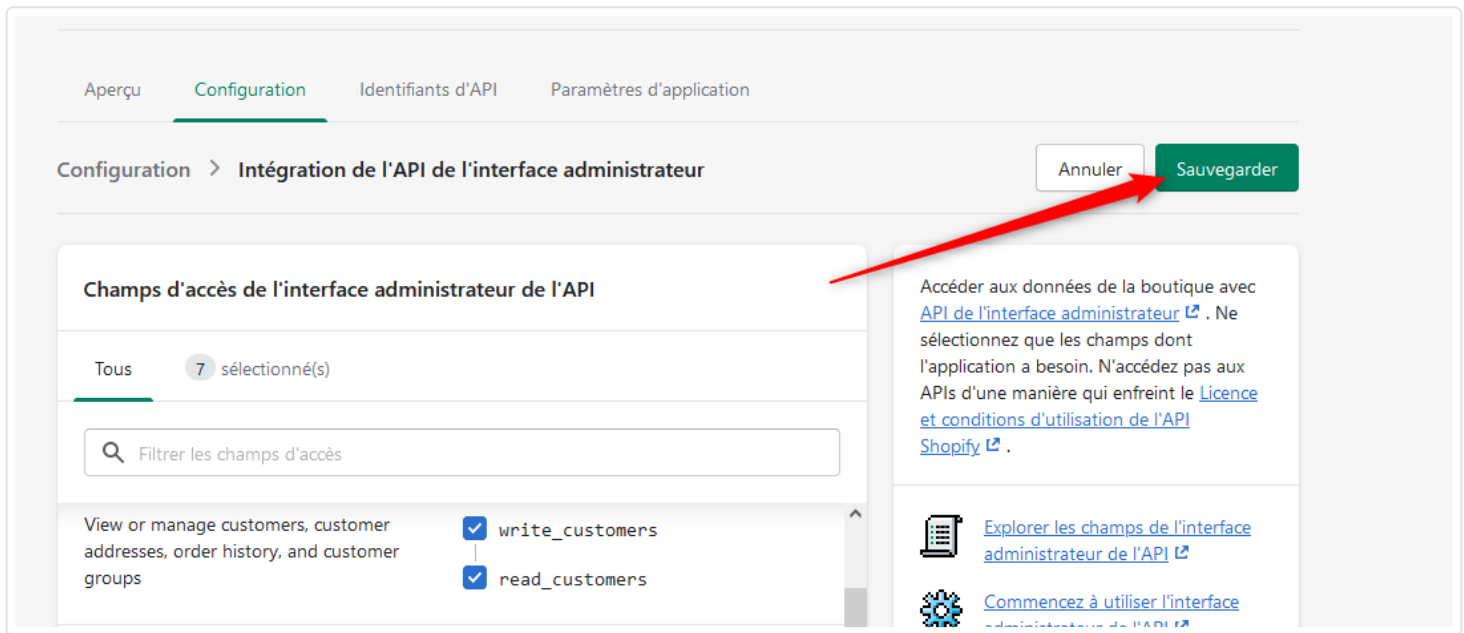 Aperçu Configuration Identifiants d'API Paramètres d'application
Configuration > Intégration de l'API de l'interface administrateur
Annuler Sauvegarder
Champs d'accès de l'interface administrateur de l'API
Tous 7 sélectionné(s)
Filtrer les champs d'accès
View or manage customers, customer
addresses, order history, and customer
groups
write_customers
read_customers
Accéder aux données de la boutique avec
API de l'interface administrateur . Ne
sélectionnez que les champs dont
l'application a besoin. N'accédez pas aux
APIs d'une manière qui enfreint le Licence
et conditions d'utilisation de l'API
Shopify .
Explorer les champs de l'interface
administrateur de l'API
Commencez à utiliser l'interface
administrateur de l'API